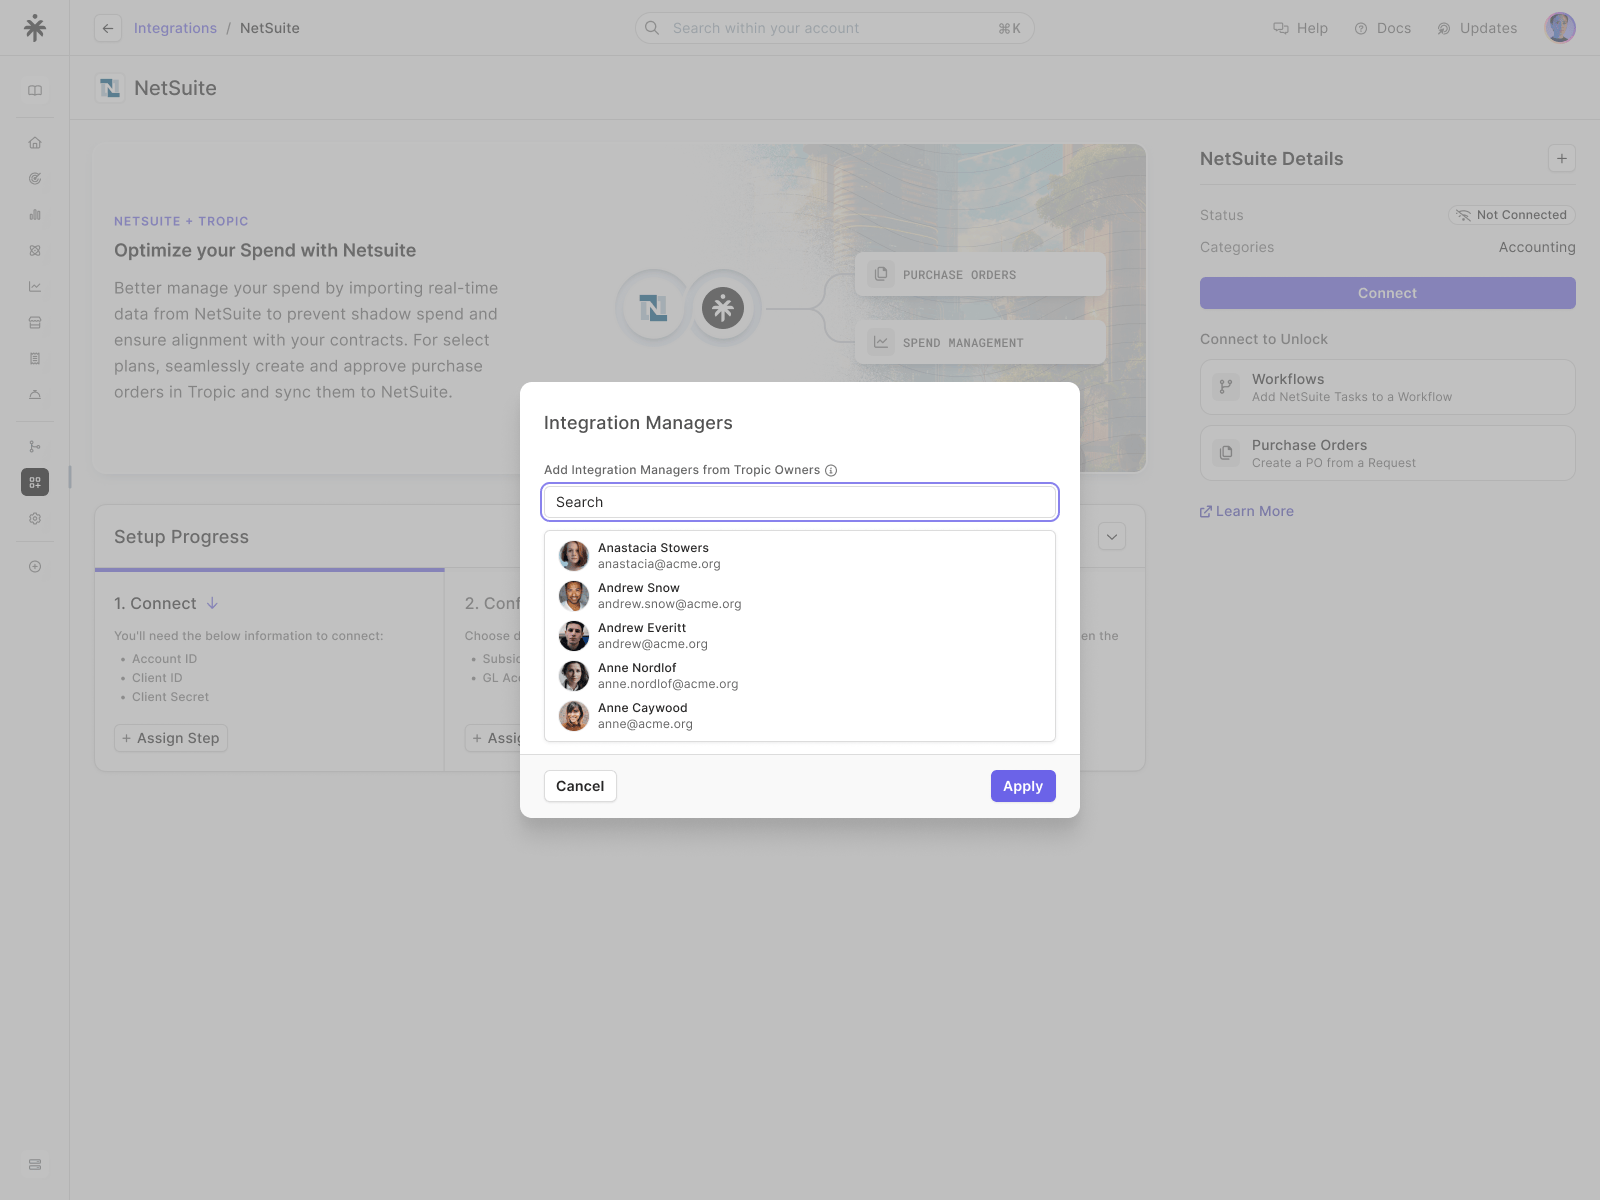 Integrations / NetSuite
Search within your account
⌘K
Help
Docs
Updates
NetSuite
NETSUITE + TROPIC
Optimize your Spend with Netsuite
Better manage your spend by importing real-time
data from NetSuite to prevent shadow spend and
ensure alignment with your contracts. For select
plans, seamlessly create and approve purchase
orders in Tropic and sync them to NetSuite.
PURCHASE ORDERS
SPEND MANAGEMENT
NetSuite Details
Status
Not Connected
Categories
Accounting
Connect
Connect to Unlock
Workflows
Add NetSuite Tasks to a Workflow
Purchase Orders
Create a PO from a Request
Learn More
Setup Progress
1. Connect
You'll need the below information to connect:
• Account ID
• Client ID
• Client Secret
+ Assign Step
2. Conf
Choose d
• Subsi
• GL Acc
+ Assig
en the
Integration Managers
Add Integration Managers from Tropic Owners
Search
Anastacia Stowers
anastacia@acme.org
Andrew Snow
andrew.snow@acme.org
Andrew Everitt
andrew@acme.org
Anne Nordlof
anne.nordlof@acme.org
Anne Caywood
anne@acme.org
Cancel
Apply